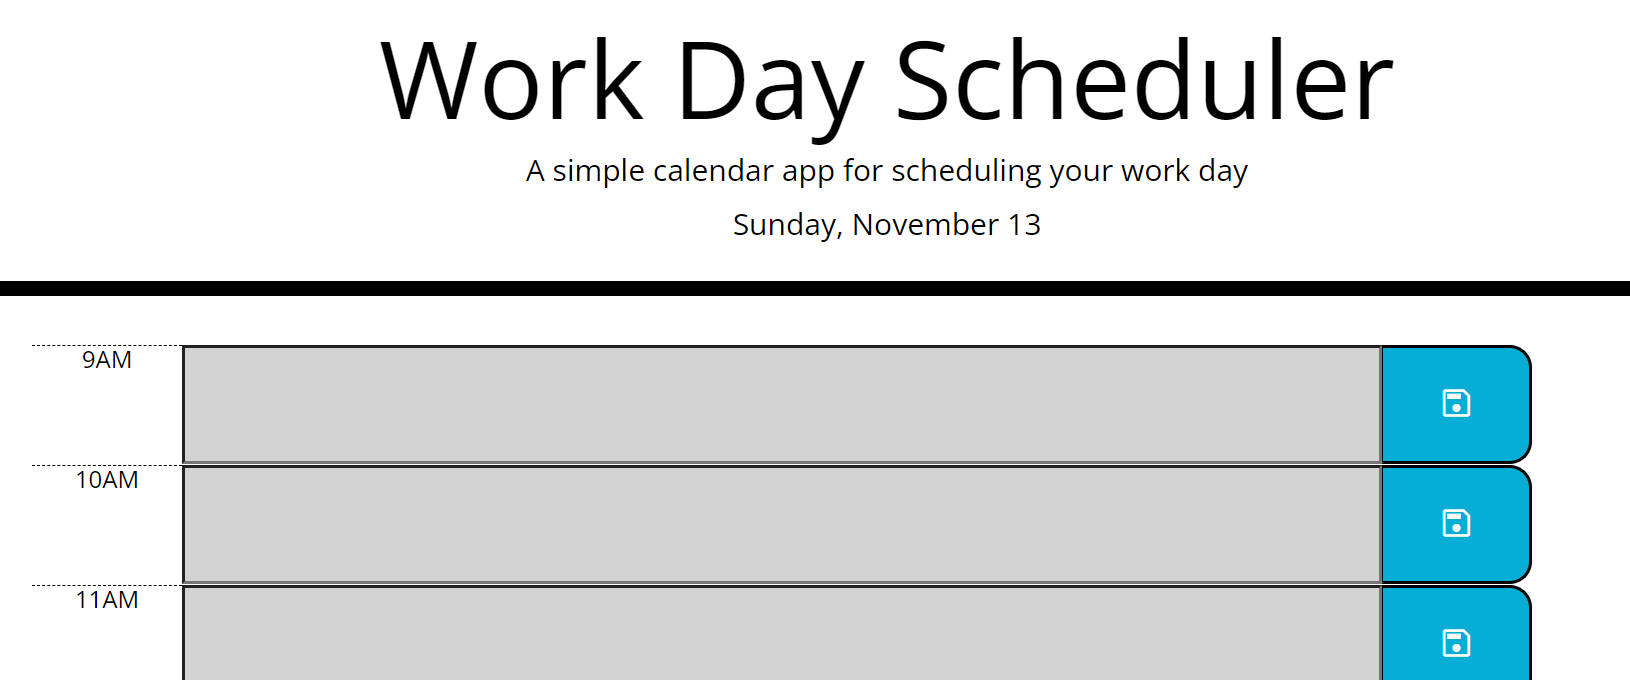 Work Day Scheduler
A simple calendar app for scheduling your work day
Sunday, November 13
9AM
10AM
11AM